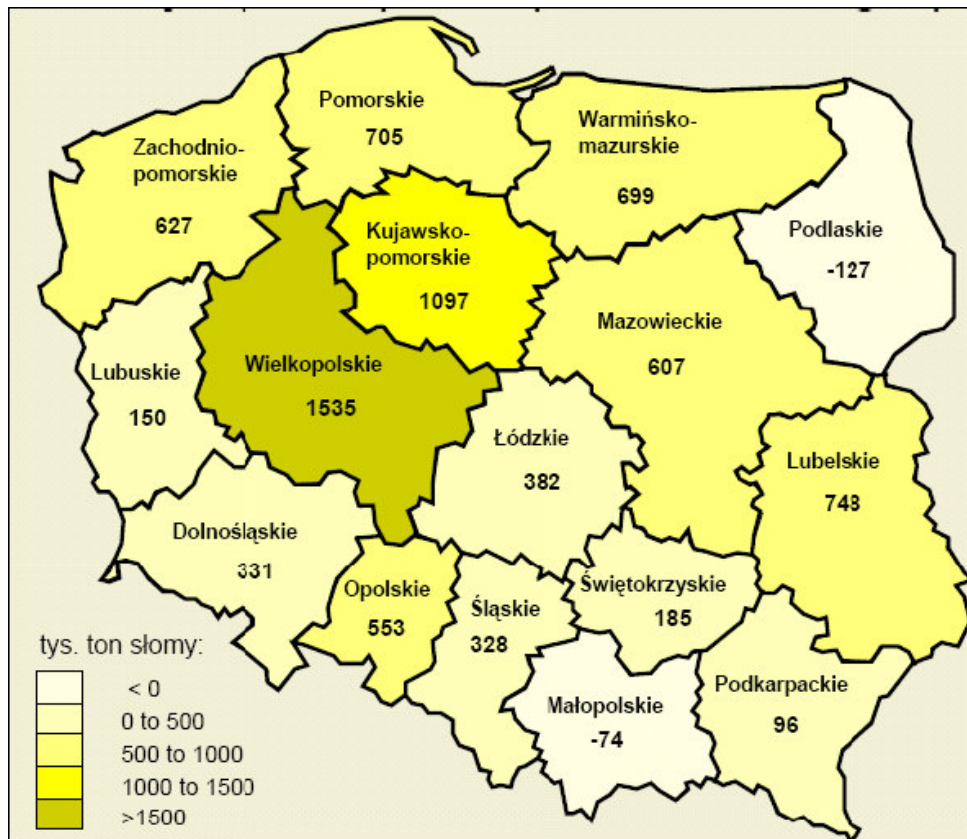 Pomorskie
705
Warmińsko-
mazurskie
699
Zachodnio-
pomorskie
627
Podlaskie
-127
Kujawsko-
pomorskie
1097
Mazowieckie
607
Lubuskie
150
Wielkopolskie
1535
Łódzkie
382
Lubelskie
748
Dolnośląskie
331
Opolskie
553
Śląskie
328
Świętokrzyskie
185
Małopolskie
-74
Podkarpackie
96
tys. ton słomy:
< 0
0 to 500
500 to 1000
1000 to 1500
>1500